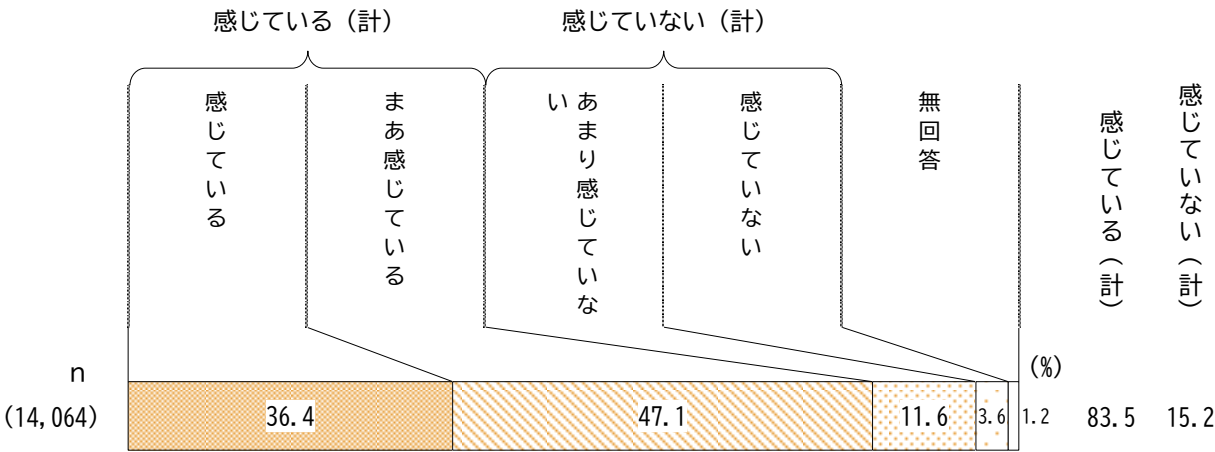 感じている（計）
感じていない（計）
感じている
まあ感じている
あまり感じていな
い
感じていない
無回答
感じている（計）
感じていない（計）
(%)
n
(14,064)
36.4
47.1
11.6
3.6
1.2
83.5
15.2